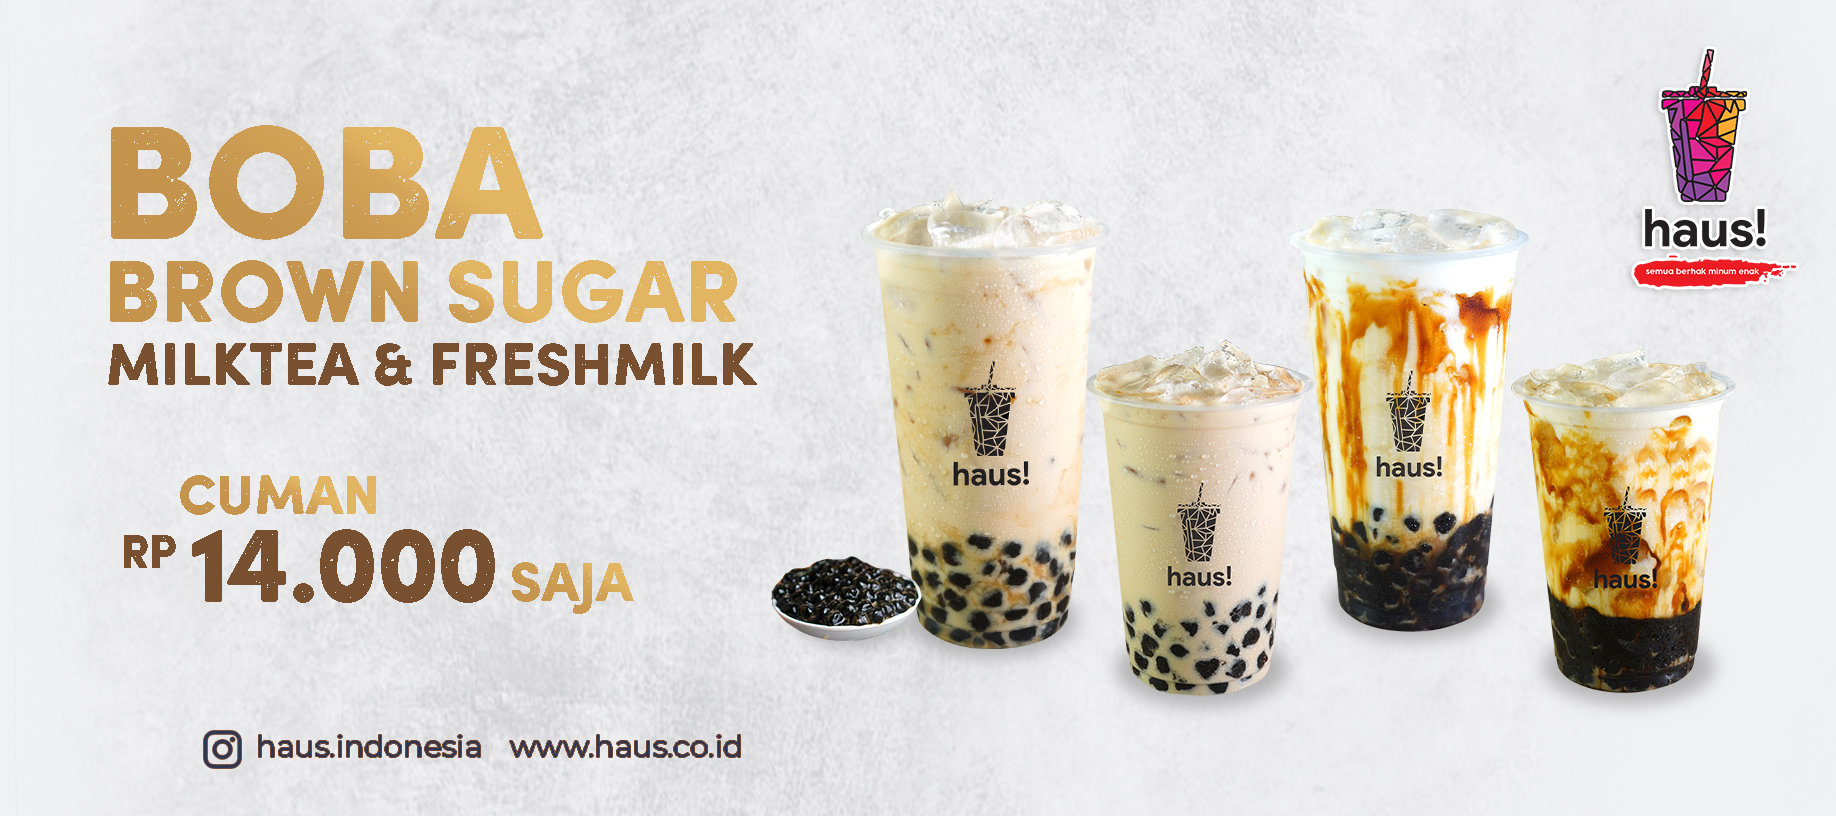 BOBA
BROWN SUGAR
MILKTEA & FRESHMILK
CUMAN
RP 14.000 SAJA
haus.indonesia www.haus.co.id
haus!
haus!
haus!
haus!
haus!
semua berhak minum enak